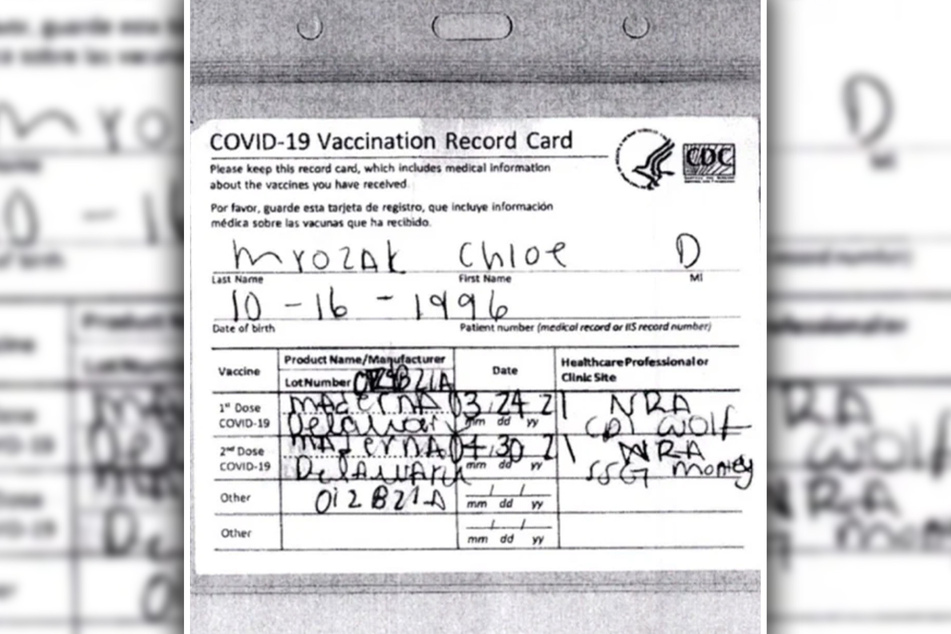 COVID-19 Vaccination Record Card
Please keep this record card, which includes medical information
about the vaccines you have received.
Por favor, guarde esta tarjeta de registro, que incluye información
médica sobre las vacunas que ha recibido.
CDC
Mrozak Chloe D
Last Name First Name MI
10 - 16 - 1996
Date of birth Patient number (medical record or IIS record number)
Vaccine Product Name/Manufacturer Date Healthcare Professional or
Lot Number Clinic Site
1st Dose MAdernA 03 24 21 NRA
COVID-19 Delawar mm dd yy CPT Wolf
2nd Dose MAdernA 04 30 21 NRA
COVID-19 DelAWAre mm dd yy SSG Money
Other 012B21A mm dd yy
Other mm dd yy